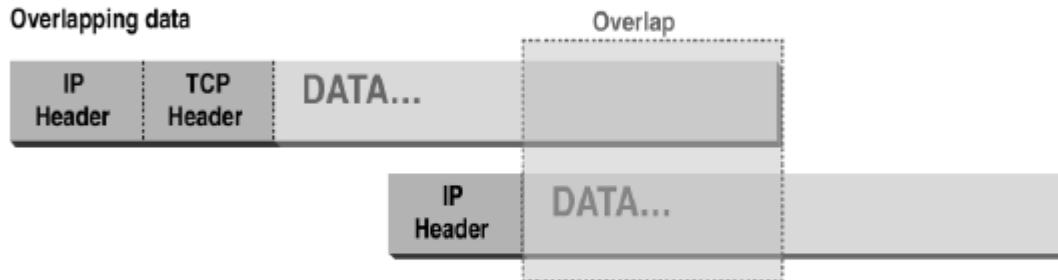 Overlapping data
Overlap
IP Header
TCP Header
DATA...
IP Header
DATA...